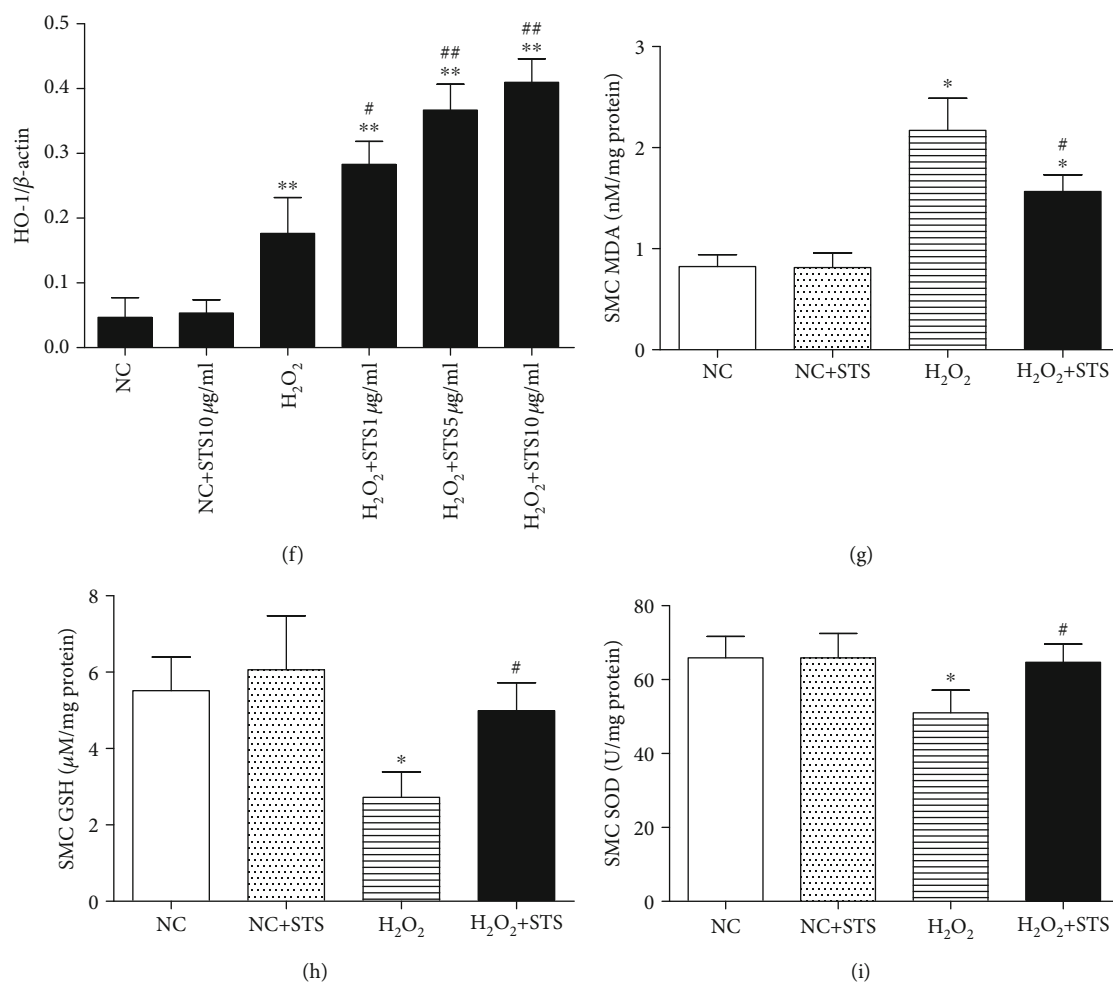 HO-1/β-actin
0.5
0.4
0.3
0.2
0.1
0.0
**
#
**
##
**
##
**
NC
NC+STS10 μg/ml
H₂O₂
H₂O₂+STS1 μg/ml
H₂O₂+STS5 μg/ml
H₂O₂+STS10 μg/ml
(f)
SMC MDA (nM/mg protein)
3
2
1
0
*
#
*
NC
NC+STS
H₂O₂
H₂O₂+STS
(g)
SMC GSH (μM/mg protein)
8
6
4
2
0
*
#
NC
NC+STS
H₂O₂
H₂O₂+STS
(h)
SMC SOD (U/mg protein)
80
60
40
20
0
*
#
NC
NC+STS
H₂O₂
H₂O₂+STS
(i)